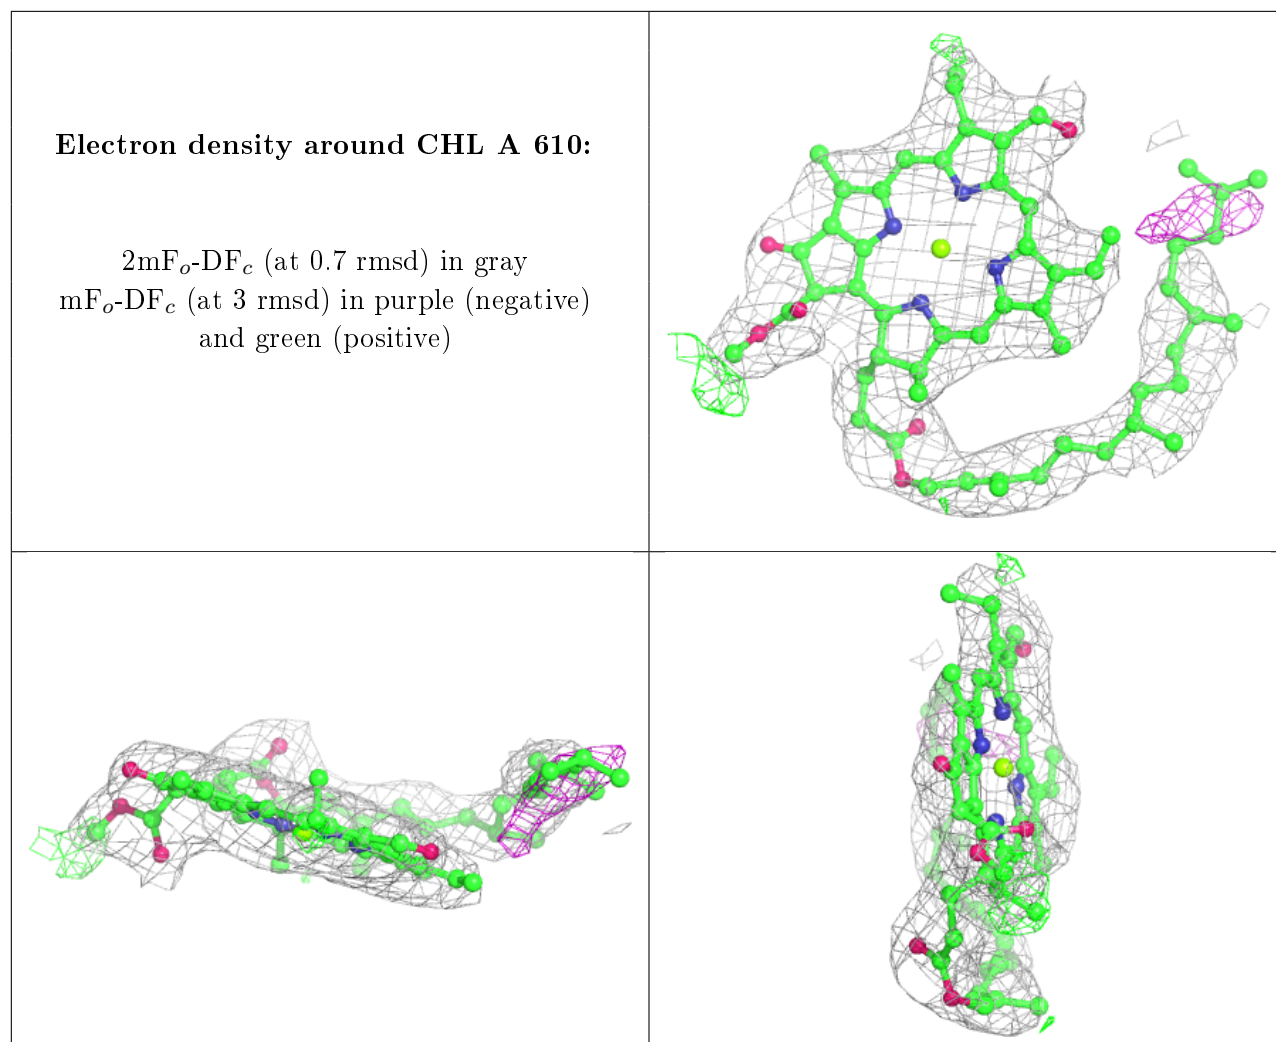 Electron density around CHL A 610:
2mFo-DFc (at 0.7 rmsd) in gray
mFo-DFc (at 3 rmsd) in purple (negative)
and green (positive)